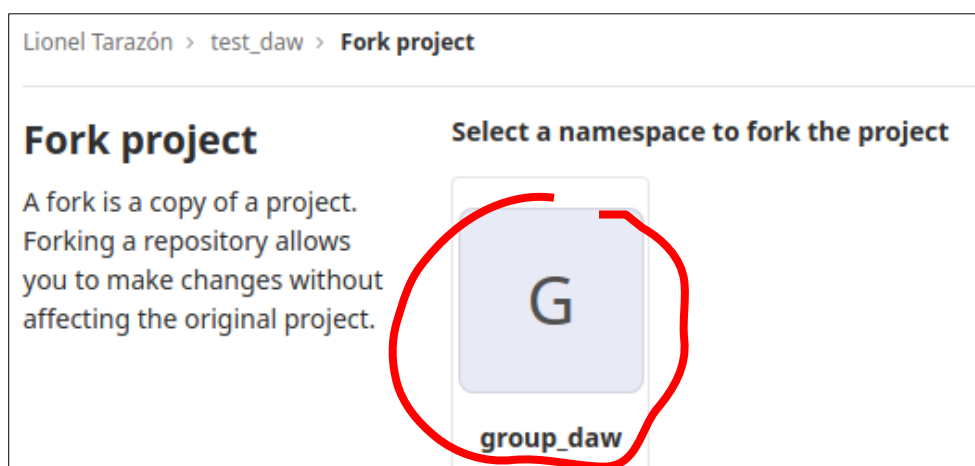 Lionel Tarazón > test_daw > Fork project
Fork project
A fork is a copy of a project.
Forking a repository allows
you to make changes without
affecting the original project.
Select a namespace to fork the project
G
group_daw